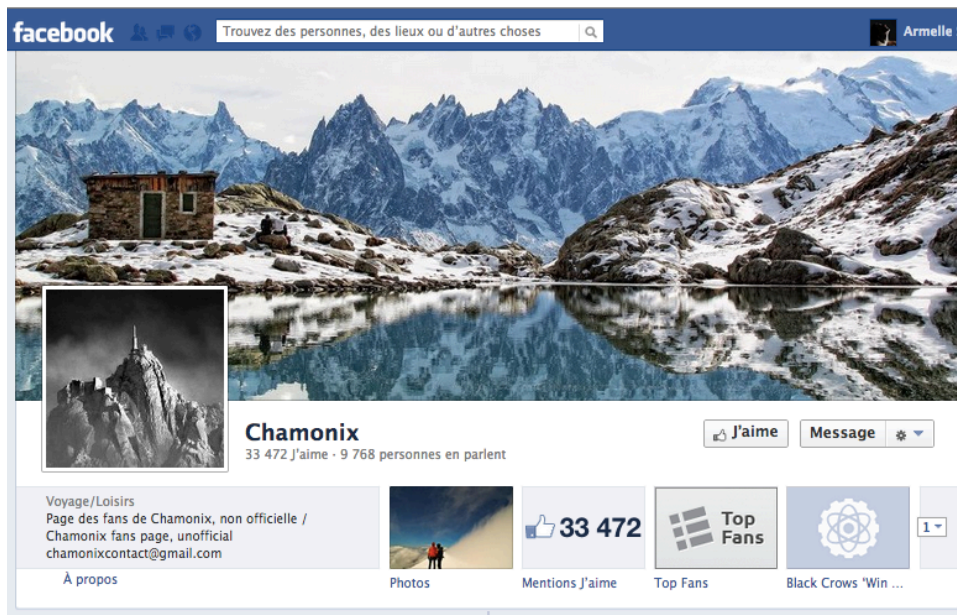 facebook
Trouvez des personnes, des lieux ou d'autres choses
Armelle
Chamonix
33 472 J'aime · 9 768 personnes en parlent
J'aime
Message
Voyage/Loisirs
Page des fans de Chamonix, non officielle /
Chamonix fans page, unofficial
chamonixcontact@gmail.com
À propos
Photos
33 472
Mentions J'aime
Top
Fans
Top Fans
Black Crows 'Win ...
1